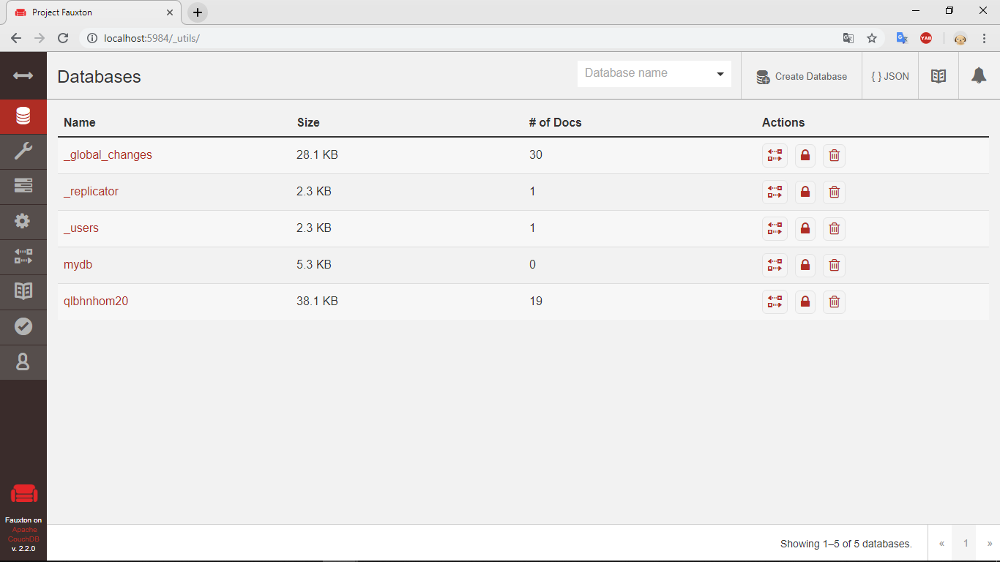 Project Fauxton
localhost:5984/_utils/
YAB
Databases
Database name
Create Database
{ } JSON
Name Size # of Docs Actions
_global_changes 28.1 KB 30
_replicator 2.3 KB 1
_users 2.3 KB 1
mydb 5.3 KB 0
qlbhnhom20 38.1 KB 19
Fauxton on
Apache
CouchDB
v. 2.2.0
Showing 1–5 of 5 databases.
« 1 »